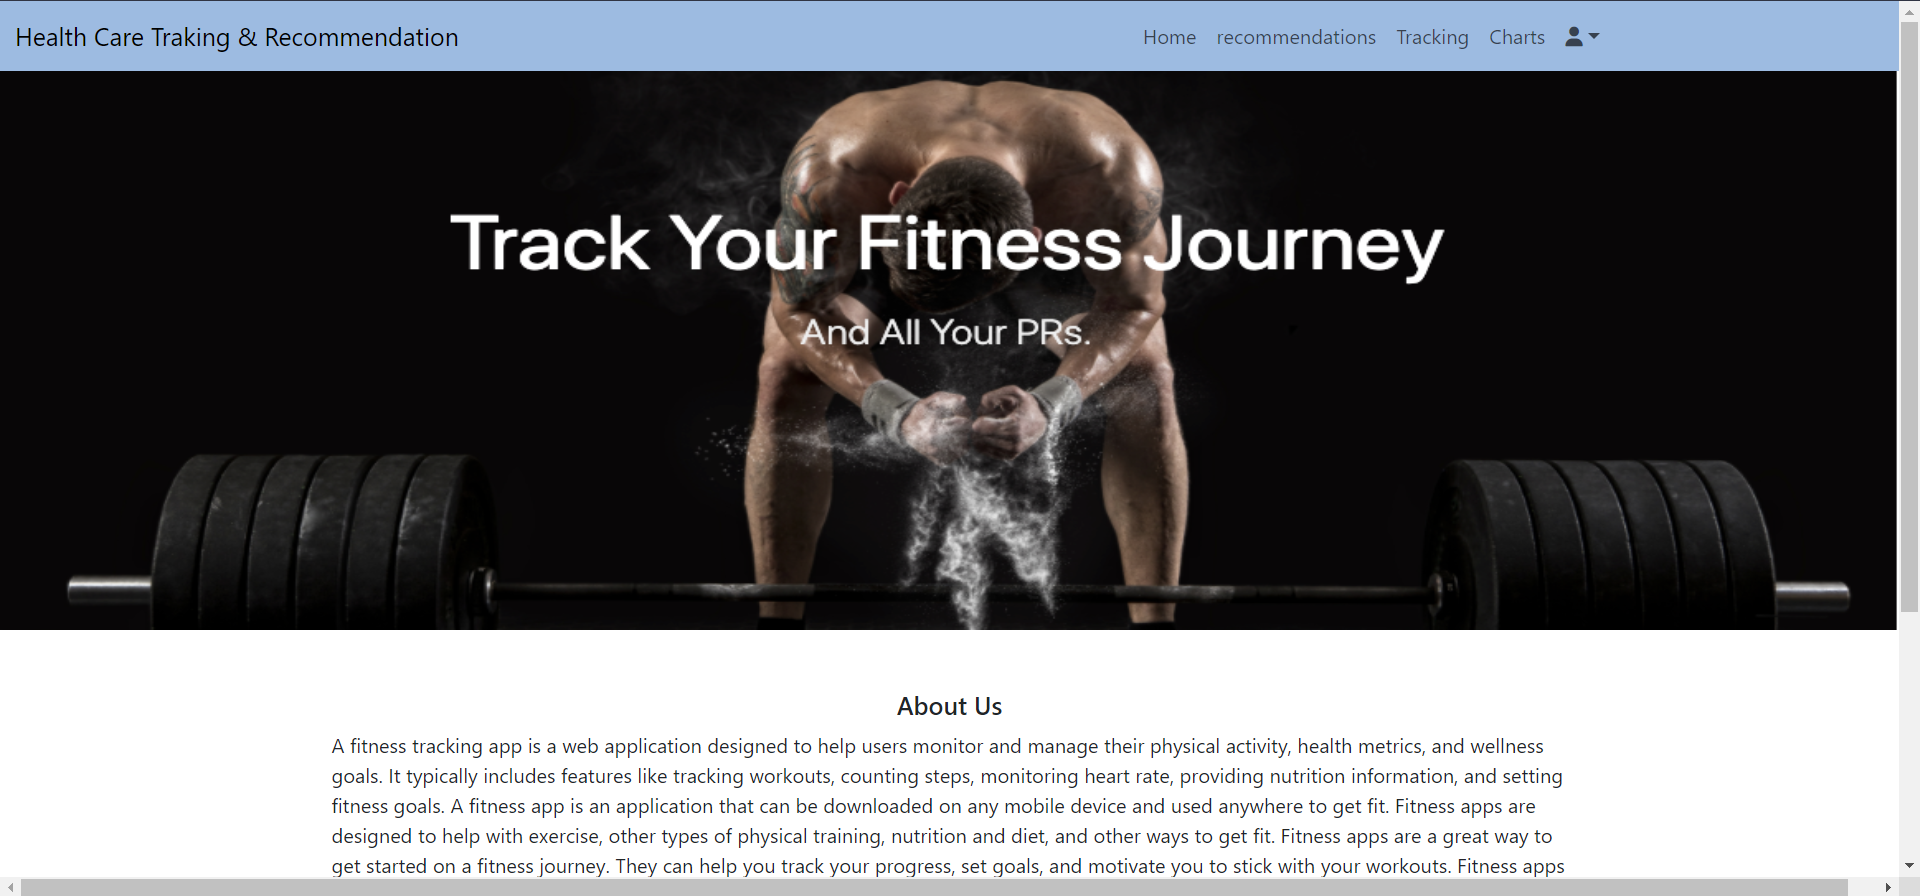 Health Care Traking & Recommendation
Home recommendations Tracking Charts
Track Your Fitness Journey
And All Your PRs.
About Us
A fitness tracking app is a web application designed to help users monitor and manage their physical activity, health metrics, and wellness
goals. It typically includes features like tracking workouts, counting steps, monitoring heart rate, providing nutrition information, and setting
fitness goals. A fitness app is an application that can be downloaded on any mobile device and used anywhere to get fit. Fitness apps are
designed to help with exercise, other types of physical training, nutrition and diet, and other ways to get fit. Fitness apps are a great way to
get started on a fitness journey. They can help you track your progress, set goals, and motivate you to stick with your workouts. Fitness apps